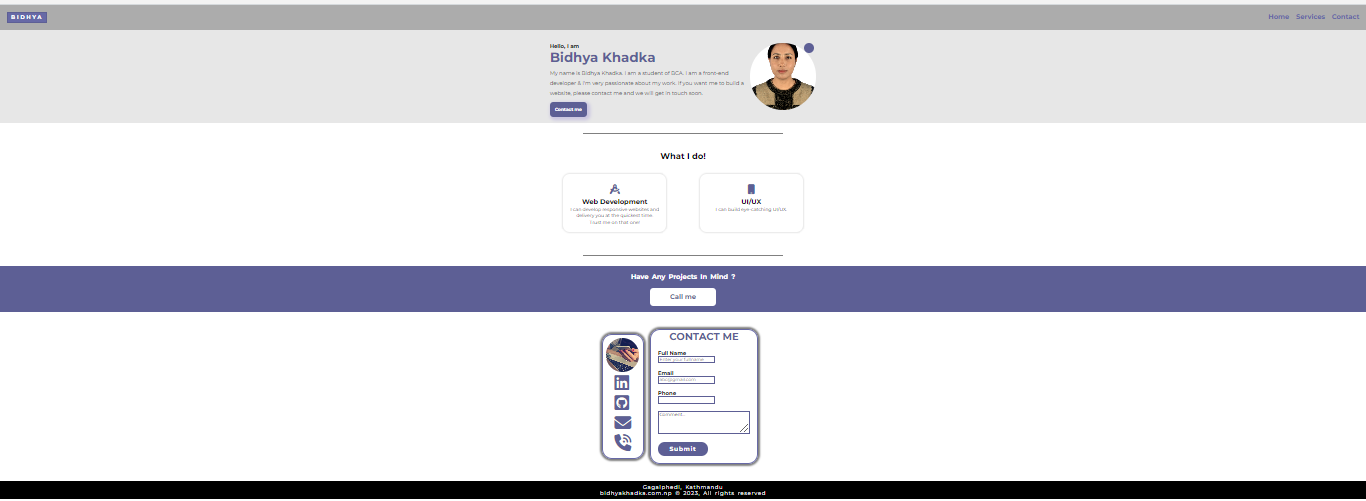 BIDHYA
Home Services Contact
Hello, I am
Bidhya Khadka
My name is Bidhya Khadka. I am a student of BCA. I am a front-end
developer & I'm very passionate about my work. If you want me to build a
website, please contact me and we will get in touch soon.
Contact me
What I do!
Web Development
I can develop responsive websites and
delivery you at the quickest time.
Trust me on that one!
UI/UX
I can build eye-catching UI/UX.
Have Any Projects In Mind ?
Call me
CONTACT ME
Full Name
Enter your fullname
Email
abc@gmail.com
Phone
Comment..
Submit
Gagalphedi, Kathmandu
bidhyakhadka.com.np © 2023, All rights reserved